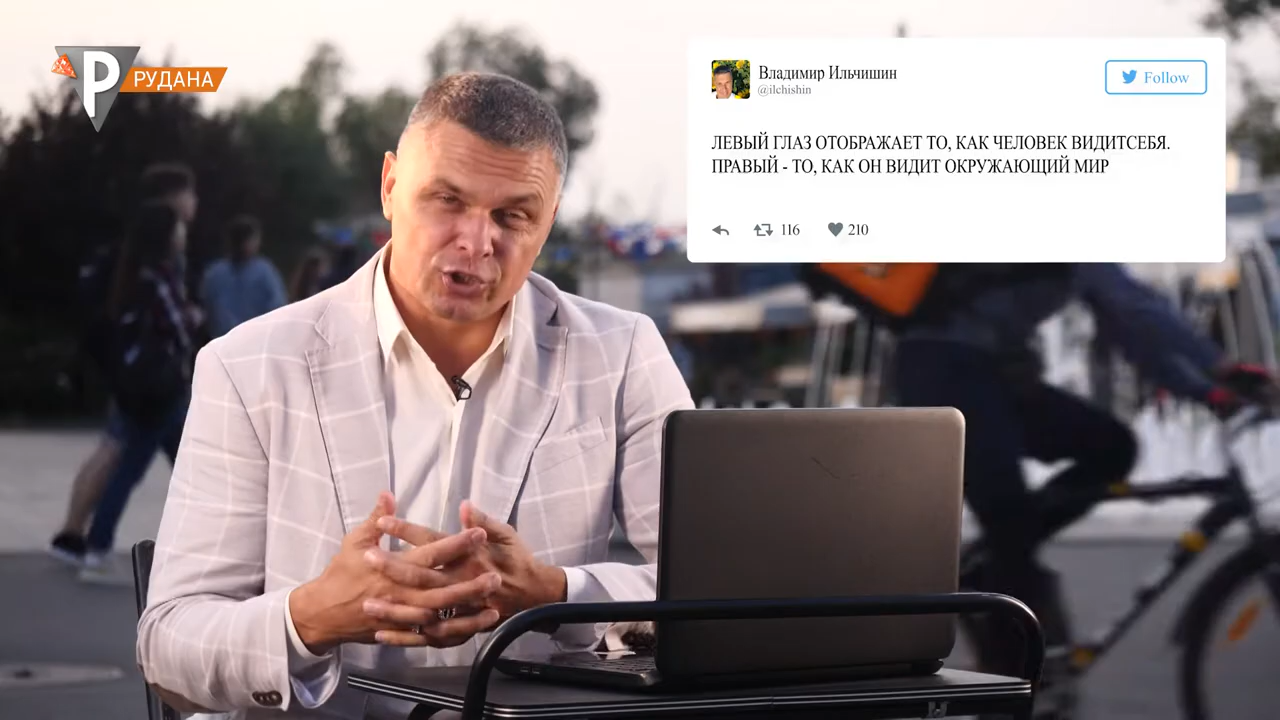 Р РУДАНА
Владимир Ильчишин
@ilchishin
Follow
ЛЕВЫЙ ГЛАЗ ОТОБРАЖАЕТ ТО, КАК ЧЕЛОВЕК ВИДИТСЕБЯ.
ПРАВЫЙ - ТО, КАК ОН ВИДИТ ОКРУЖАЮЩИЙ МИР
116
210